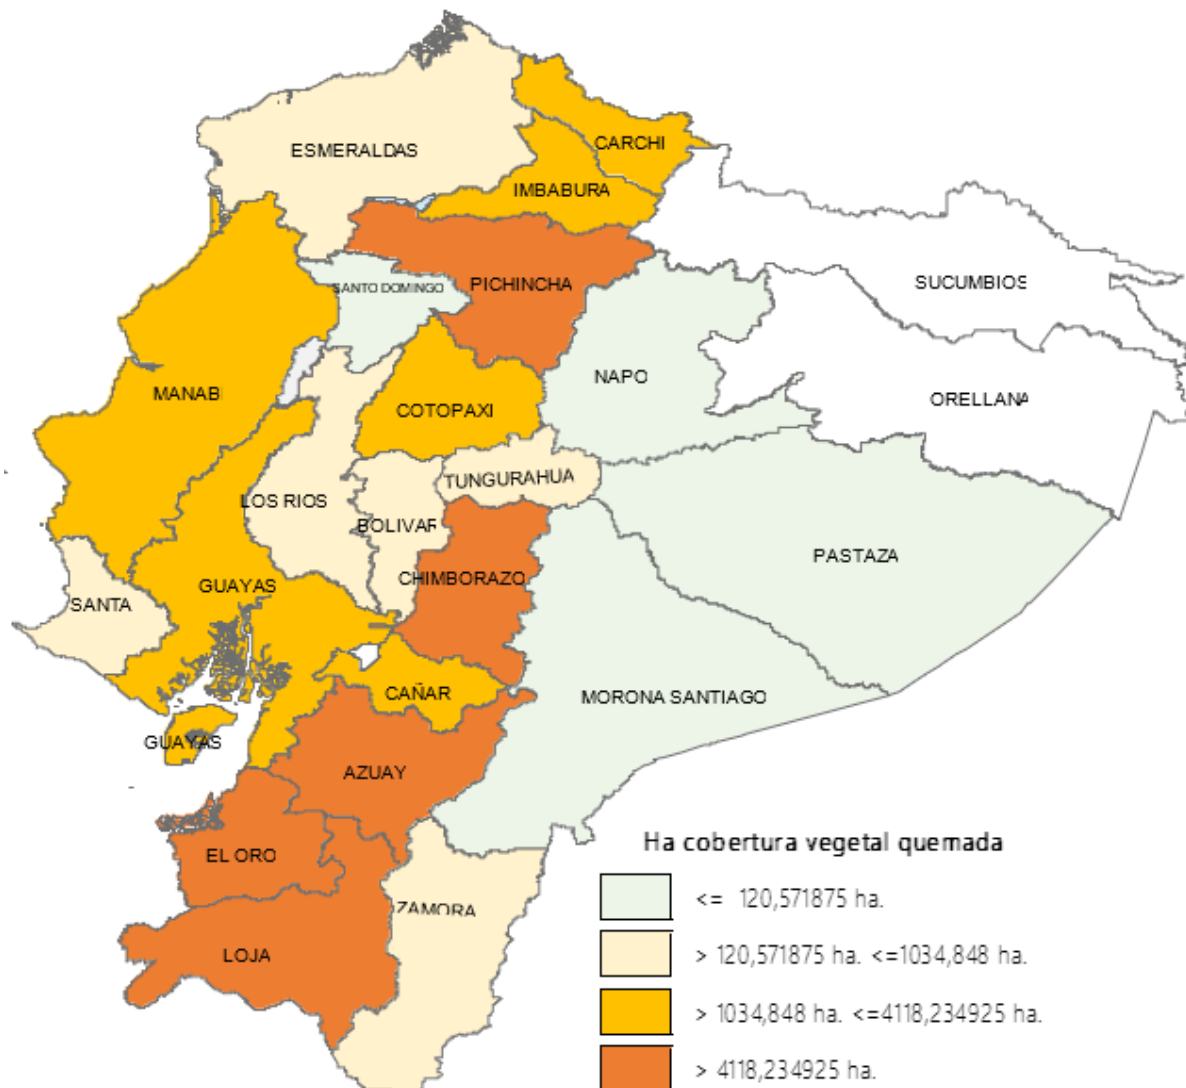 ESMERALDAS
CARCHI
IMBABURA
PICHINCHA
SANTO DOMINGO
SUCUMBIOS
NAPO
ORELLANA
MANAB
COTOPAXI
TUNGURAHUA
LOS RIOS
BOLIVAR
PASTAZA
CHIMBORAZO
GUAYAS
SANTA
CAÑAR
MORONA SANTIAGO
GUAYAS
AZUAY
EL ORO
ZAMORA
LOJA
Ha cobertura vegetal quemada
<= 120,571875 ha.
> 120,571875 ha. <=1034,848 ha.
> 1034,848 ha. <=4118,234925 ha.
> 4118,234925 ha.